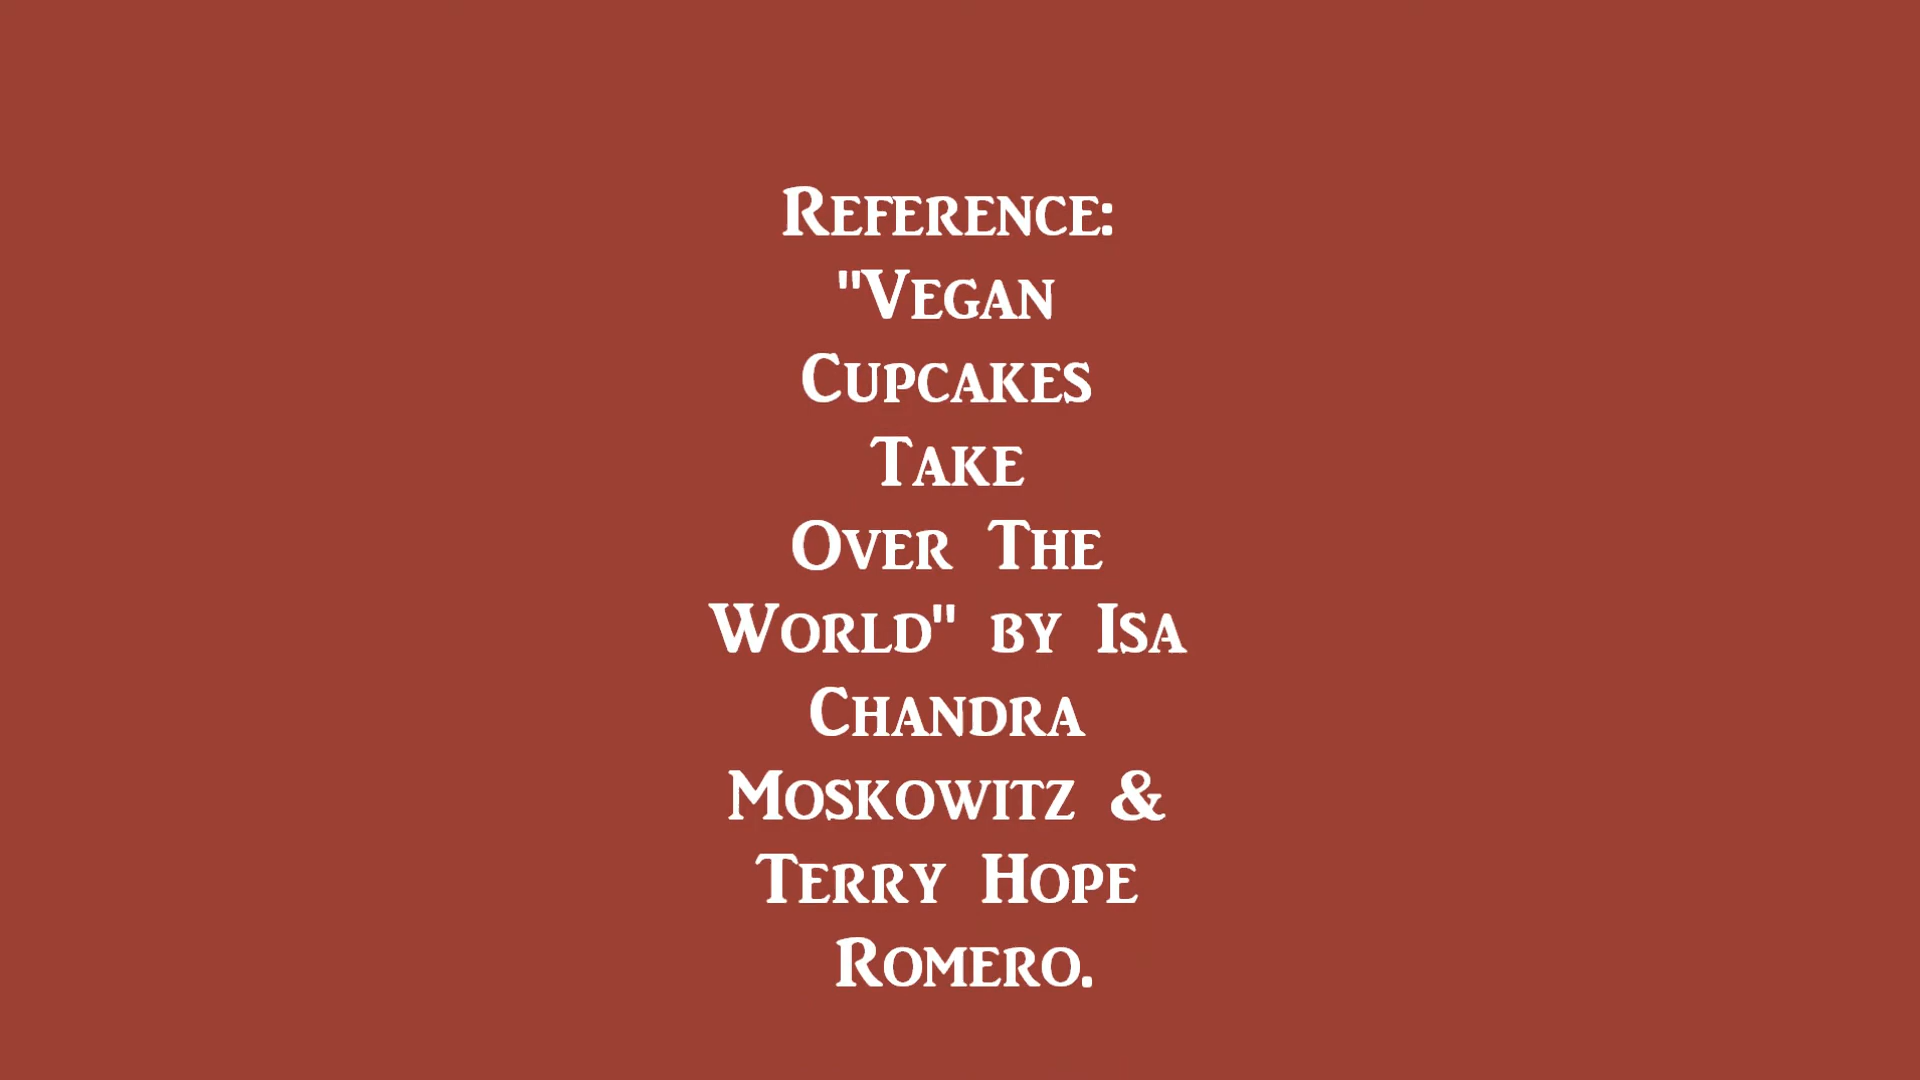 Reference:
"Vegan
Cupcakes
Take
Over The
World" by Isa
Chandra
Moskowitz &
Terry Hope
Romero.